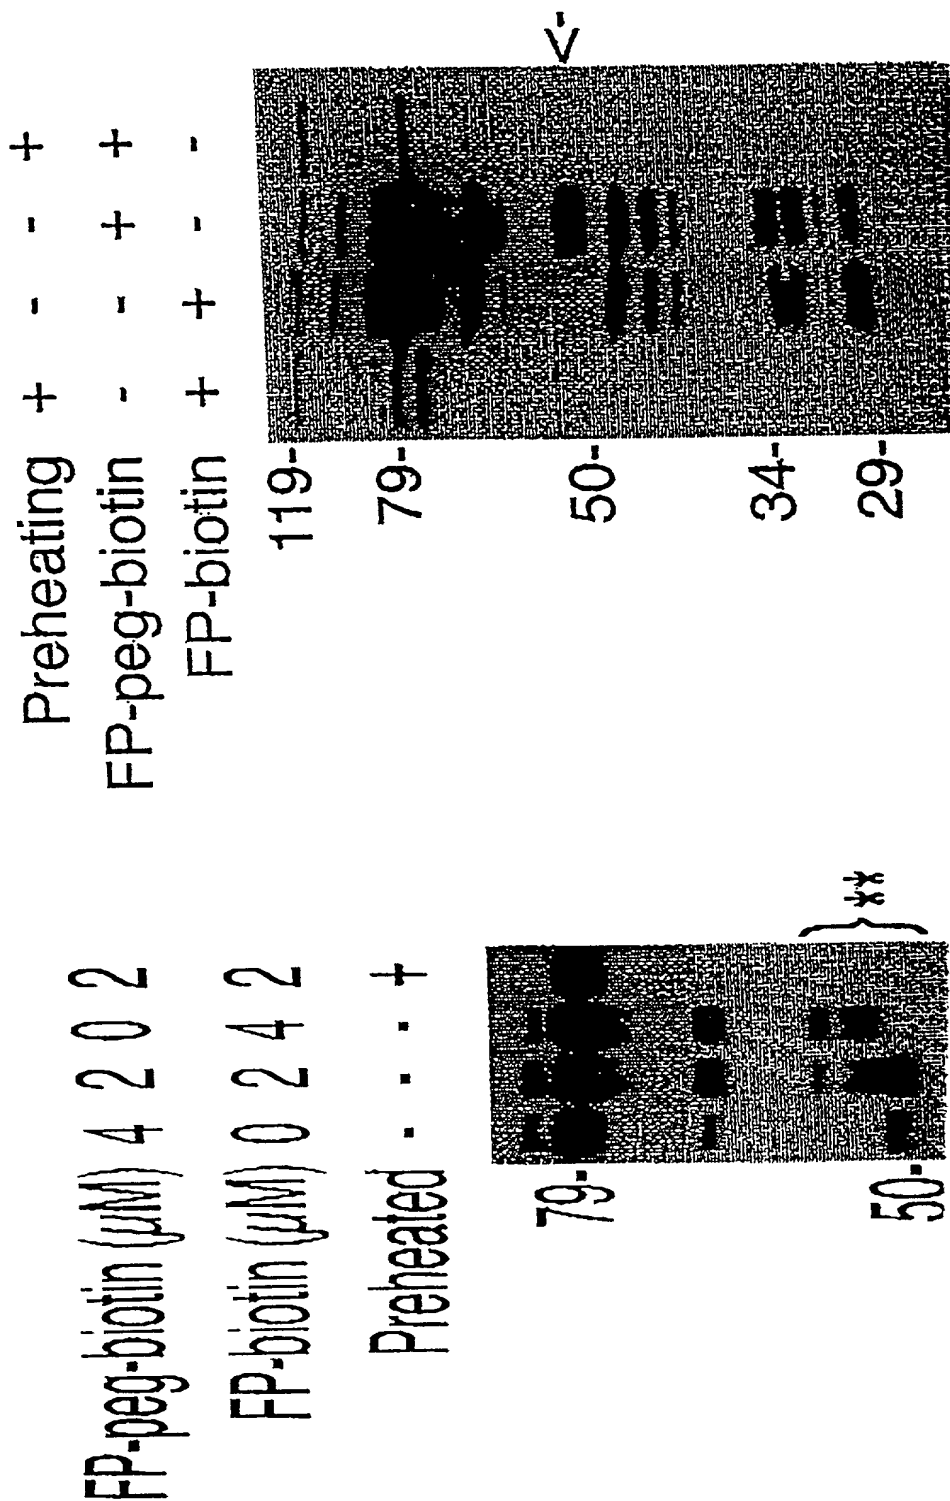 FP-peg-biotin (µM) 4 2 0 2
FP-biotin (µM) 0 2 4 2
Preheated - - - +
79-
50-
**
Preheating + - - +
FP-peg-biotin - - + +
FP-biotin + + - -
119-
79-
50-
34-
29-